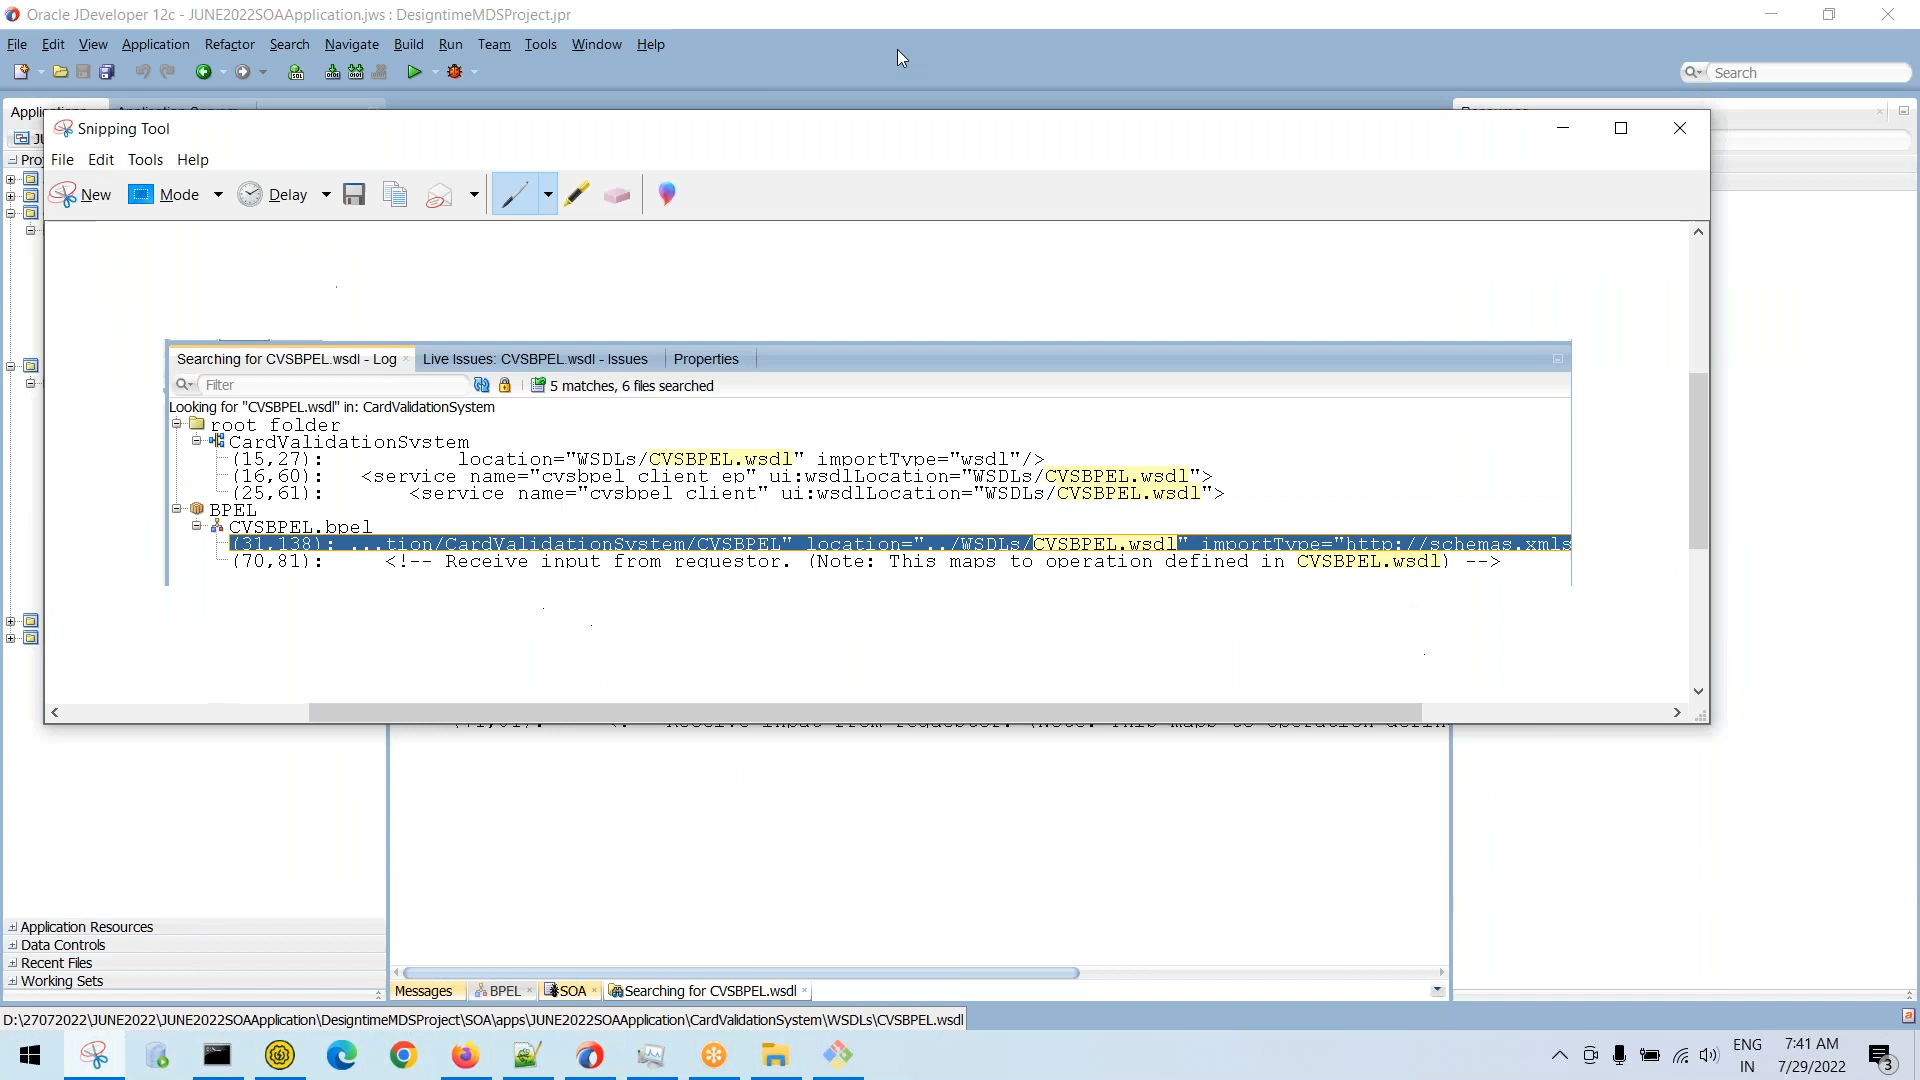 Oracle JDeveloper 12c - JUNE2022SOAApplication.jws : DesigntimeMDSProject.jpr
File Edit View Application Refactor Search Navigate Build Run Team Tools Window Help
Search
Snipping Tool
File Edit Tools Help
New Mode Delay
Searching for CVSBPEL.wsdl - Log Live Issues: CVSBPEL.wsdl - Issues Properties
Filter 5 matches, 6 files searched
Looking for "CVSBPEL.wsdl" in: CardValidationSystem
root folder
CardValidationSystem
(15,27): location="WSDLs/CVSBPEL.wsdl" importType="wsdl"/>
(16,60): <service name="cvsbpel_client_ep" ui:wsdlLocation="WSDLs/CVSBPEL.wsdl">
(25,61): <service name="cvsbpel_client" ui:wsdlLocation="WSDLs/CVSBPEL.wsdl">
BPEL
CVSBPEL.bpel
(31,138): ...tion/CardValidationSystem/CVSBPEL" location="../WSDLs/CVSBPEL.wsdl" importType="http://schemas.xmls
(70,81): <!-- Receive input from requestor. (Note: This maps to operation defined in CVSBPEL.wsdl) -->
Application Resources
Data Controls
Recent Files
Working Sets
Messages BPEL SOA Searching for CVSBPEL.wsdl
D:\27072022\JUNE2022\JUNE2022SOAApplication\DesigntimeMDSProject\SOA\apps\JUNE2022SOAApplication\CardValidationSystem\WSDLs\CVSBPEL.wsdl
ENG 7:41 AM
IN 7/29/2022 3